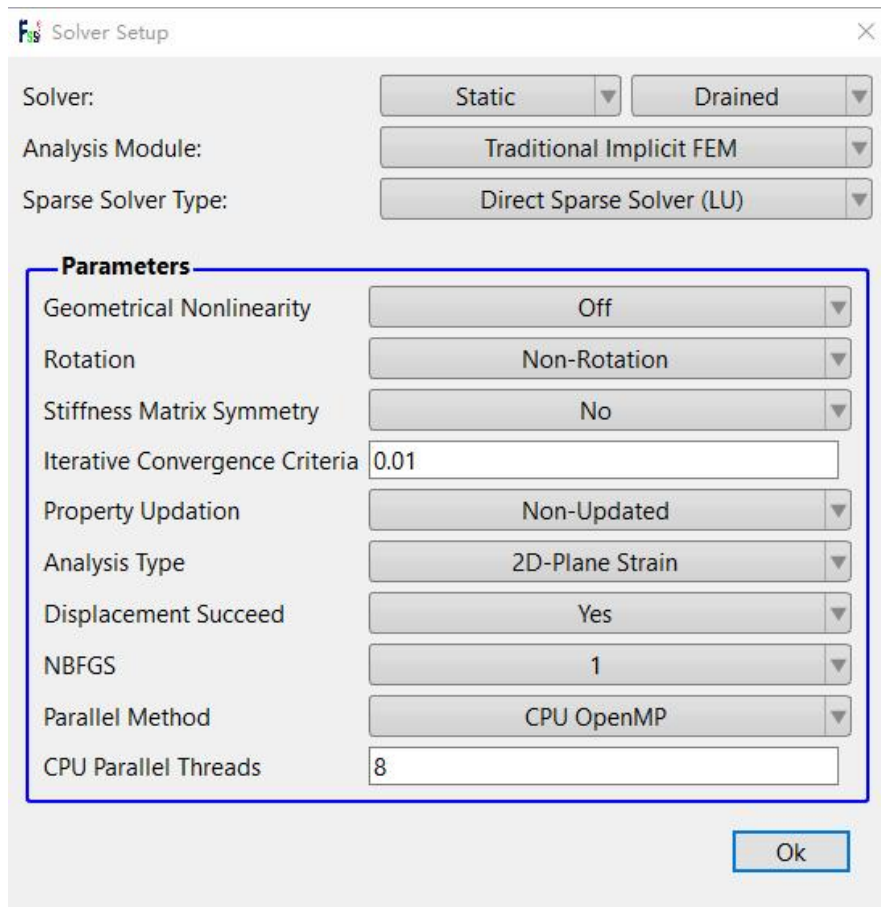 Solver Setup
Solver: Static Drained
Analysis Module: Traditional Implicit FEM
Sparse Solver Type: Direct Sparse Solver (LU)
Parameters
Geometrical Nonlinearity Off
Rotation Non-Rotation
Stiffness Matrix Symmetry No
Iterative Convergence Criteria 0.01
Property Updation Non-Updated
Analysis Type 2D-Plane Strain
Displacement Succeed Yes
NBFGS 1
Parallel Method CPU OpenMP
CPU Parallel Threads 8
Ok